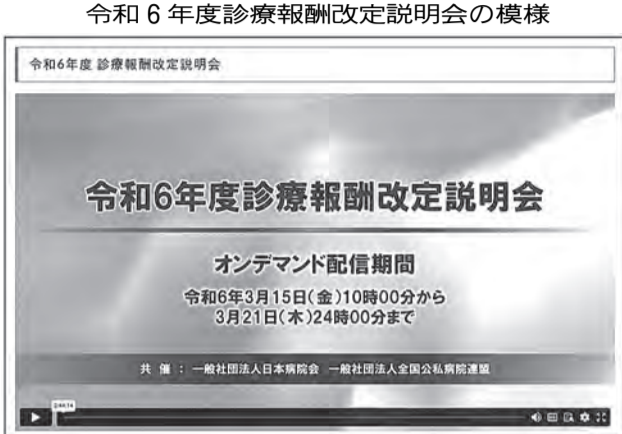 令和6年度診療報酬改定説明会の模様
令和6年度 診療報酬改定説明会
令和6年度診療報酬改定説明会
オンデマンド配信期間
令和6年3月15日(金)10時00分から
3月21日(木)24時00分まで
共 催 : 一般社団法人日本病院会 一般社団法人全国公私病院連盟